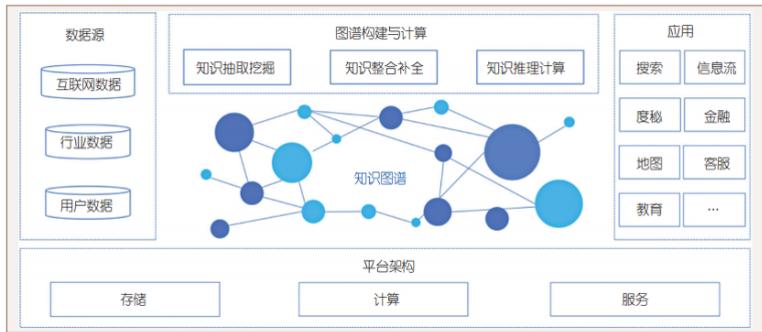 数据源
互联网数据
行业数据
用户数据
图谱构建与计算
知识抽取挖掘
知识整合补全
知识推理计算
知识图谱
应用
搜索
信息流
度秘
金融
地图
客服
教育
...
平台架构
存储
计算
服务